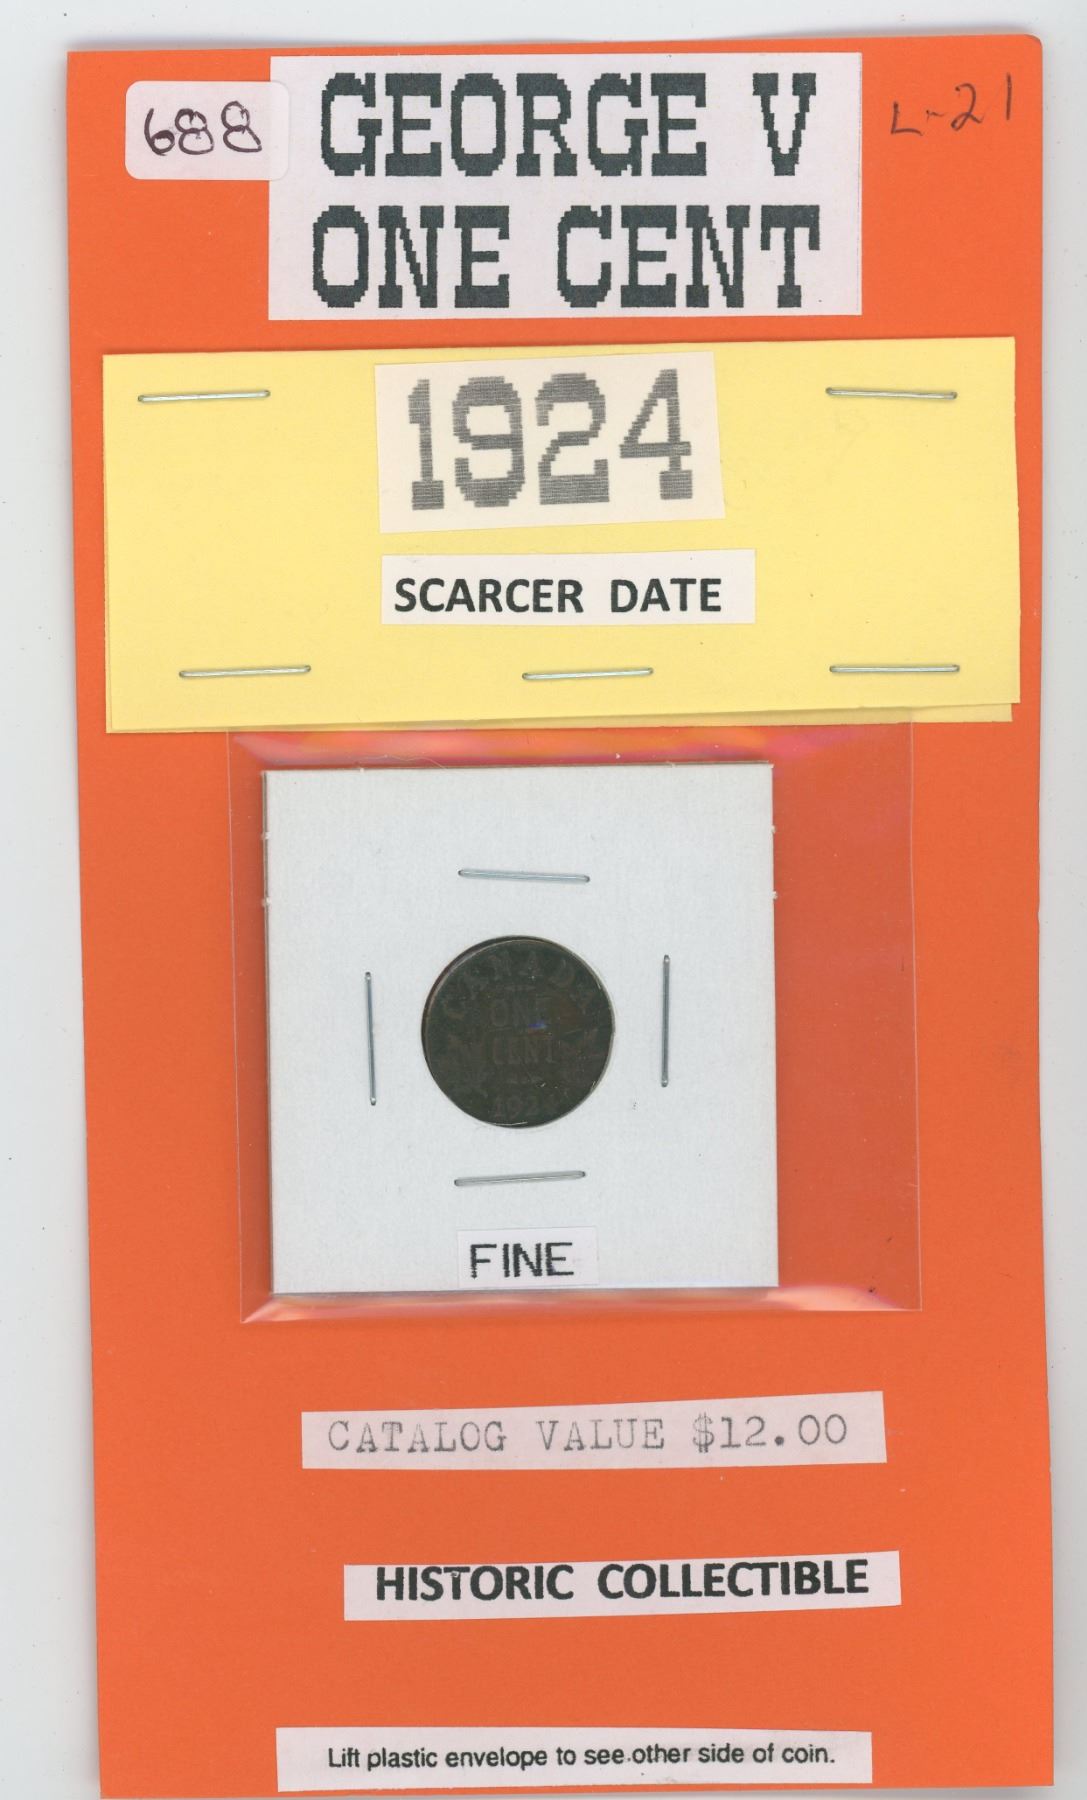 688
GEORGE V
L-21
ONE CENT
1924
SCARCER DATE
CANADA
ONE
CENT
1924
FINE
CATALOG VALUE $12.00
HISTORIC COLLECTIBLE
Lift plastic envelope to see other side of coin.